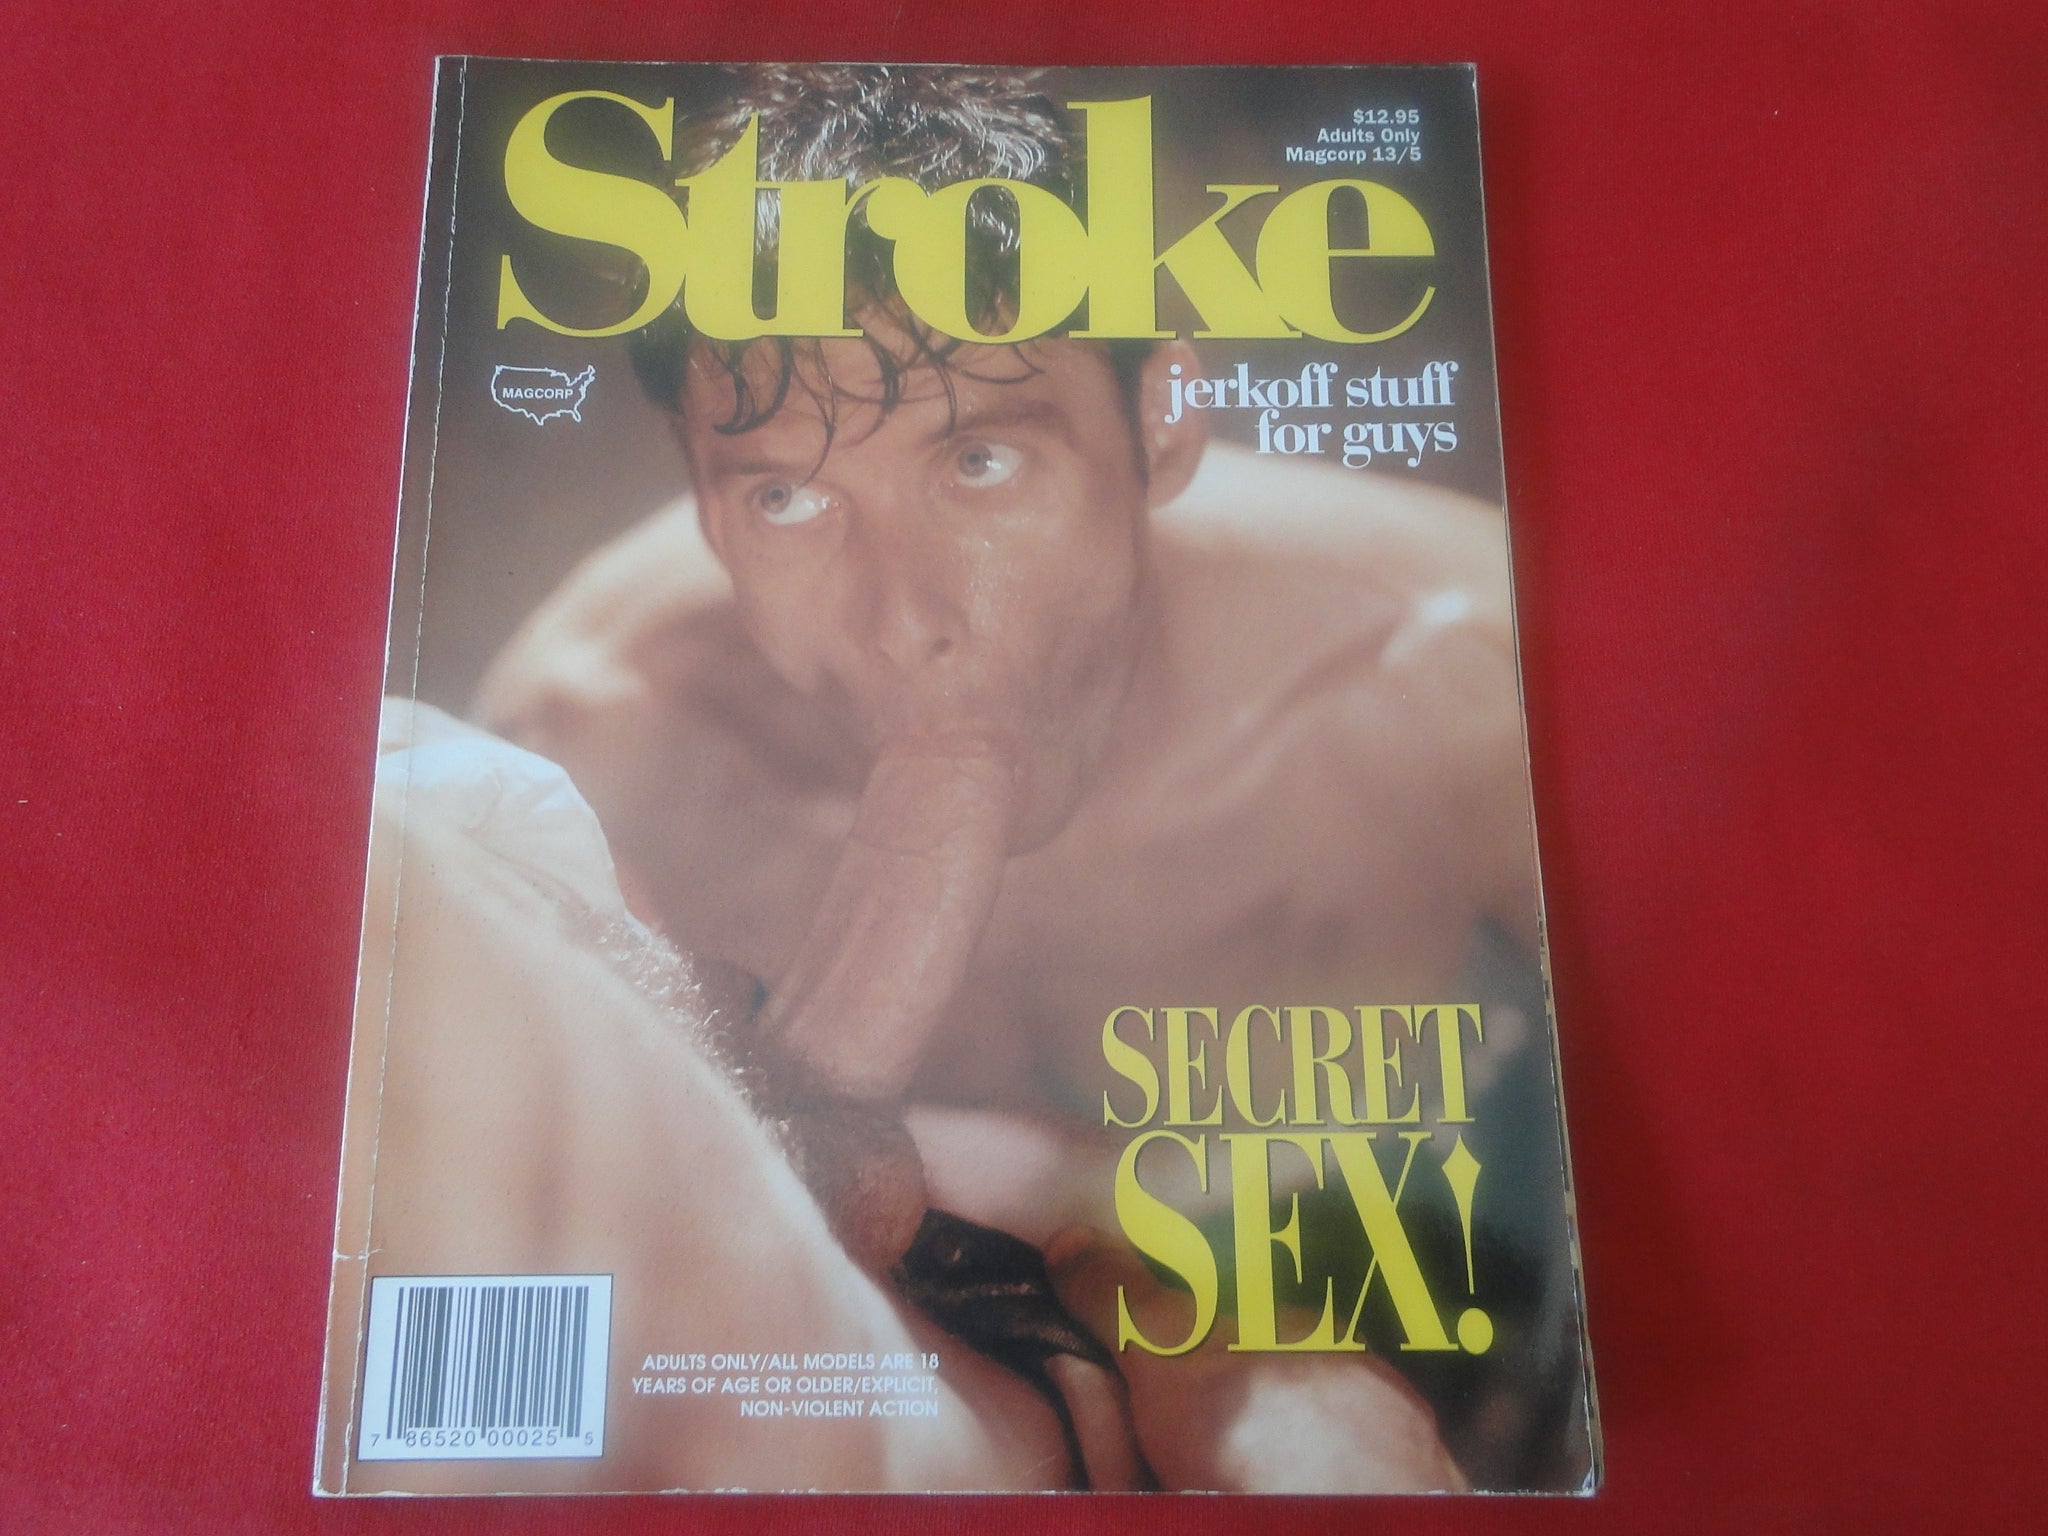 Stroke
$12.95
Adults Only
Magcorp 13/5
MAGCORP
jerkoff stuff
for guys
SECRET
SEX!
ADULTS ONLY/ALL MODELS ARE 18
YEARS OF AGE OR OLDER/EXPLICIT,
NON-VIOLENT ACTION
7 86520 00025 5